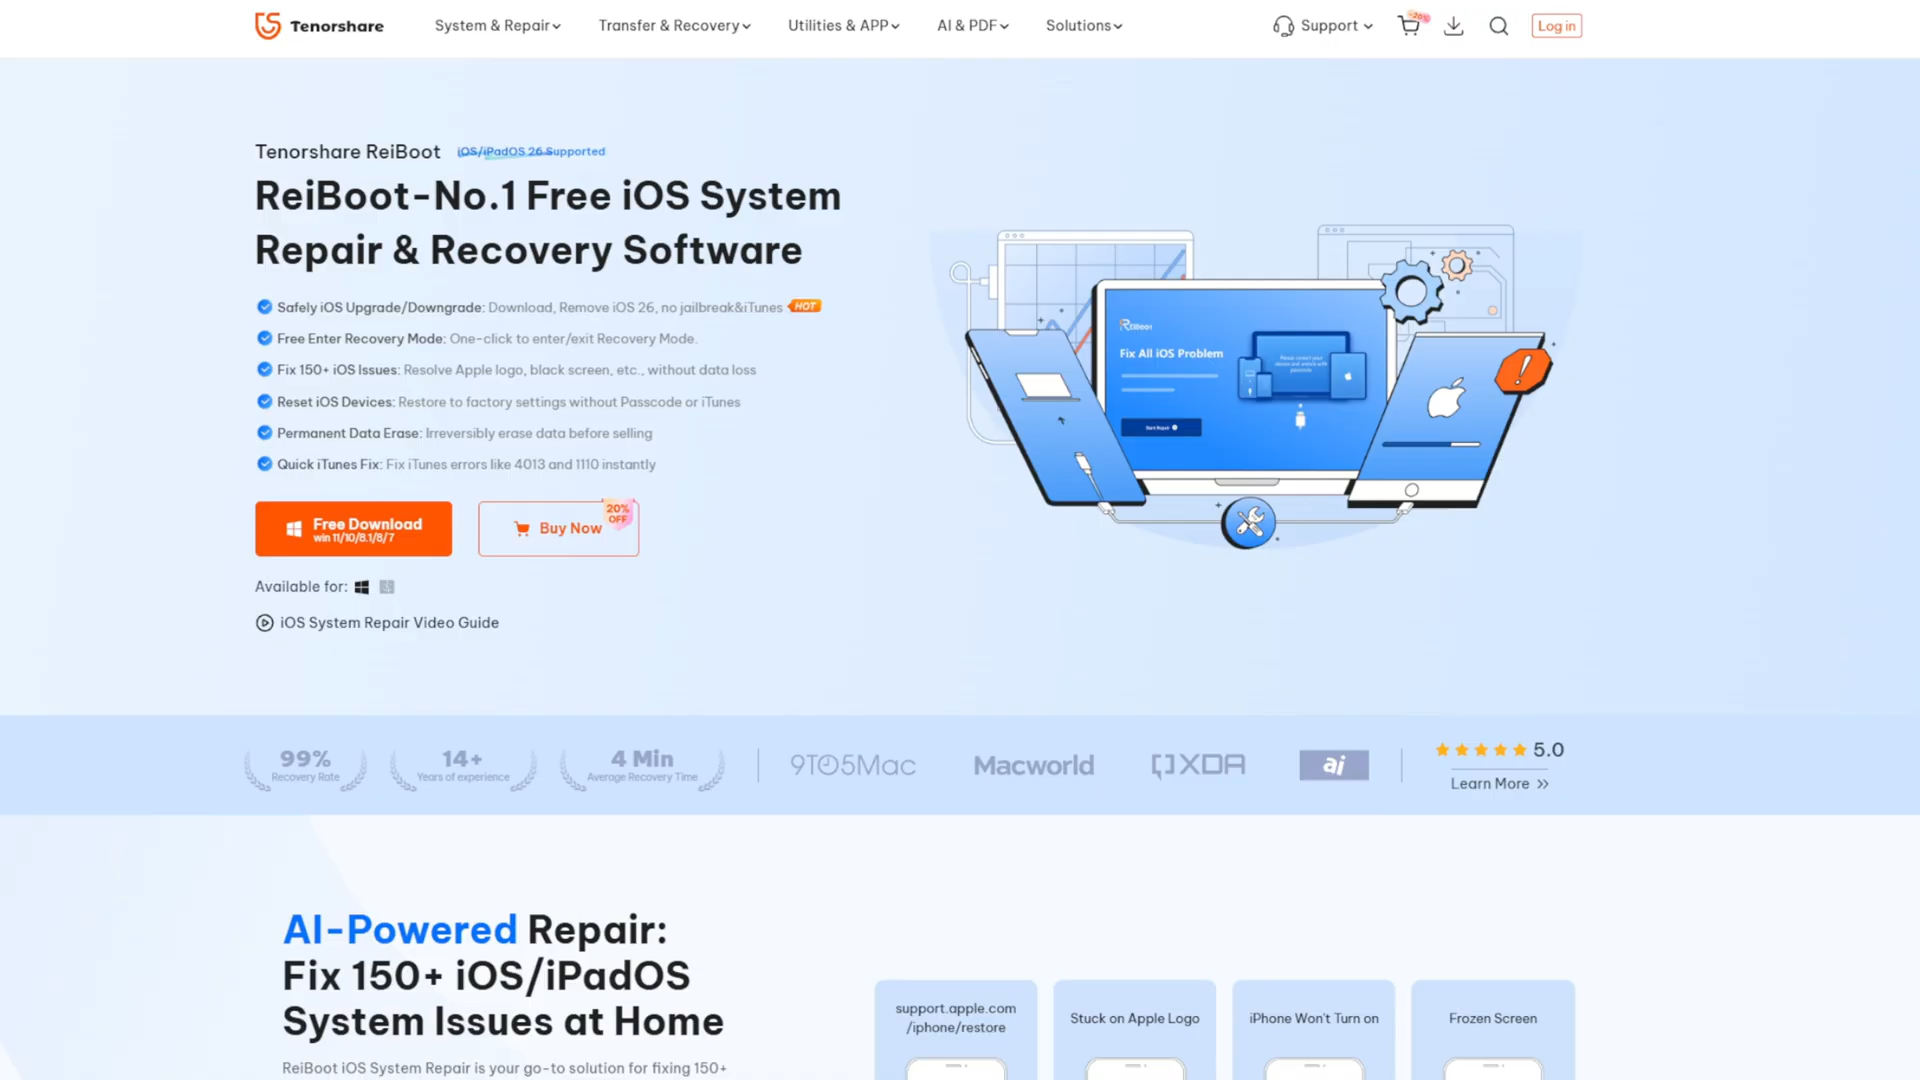 Tenorshare
System & Repair
Transfer & Recovery
Utilities & APP
AI & PDF
Solutions
Support
-20%
Log in
Tenorshare ReiBoot
iOS/iPadOS 26 Supported
ReiBoot-No.1 Free iOS System
Repair & Recovery Software
Safely iOS Upgrade/Downgrade: Download, Remove iOS 26, no jailbreak&iTunes HOT
Free Enter Recovery Mode: One-click to enter/exit Recovery Mode.
Fix 150+ iOS Issues: Resolve Apple logo, black screen, etc., without data loss
Reset iOS Devices: Restore to factory settings without Passcode or iTunes
Permanent Data Erase: Irreversibly erase data before selling
Quick iTunes Fix: Fix iTunes errors like 4013 and 1110 instantly
Free Download
win 11/10/8.1/8/7
Buy Now
20%
OFF
Available for:
iOS System Repair Video Guide
ReiBoot
Fix All iOS Problem
Start Repair
99%
Recovery Rate
14+
Years of experience
4 Min
Average Recovery Time
9TO5Mac
Macworld
XDA
ai
5.0
Learn More >>
AI-Powered Repair:
Fix 150+ iOS/iPadOS
System Issues at Home
ReiBoot iOS System Repair is your go-to solution for fixing 150+
support.apple.com
/iphone/restore
Stuck on Apple Logo
iPhone Won't Turn on
Frozen Screen